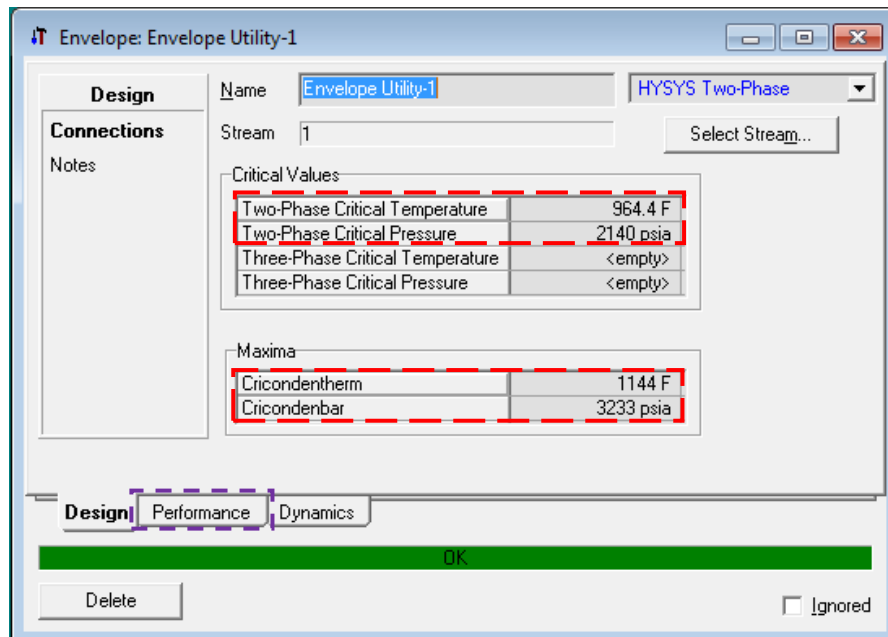 Envelope: Envelope Utility-1
Design
Connections
Notes
Name Envelope Utility-1 HYSYS Two-Phase
Stream 1 Select Stream...
Critical Values
Two-Phase Critical Temperature 964.4 F
Two-Phase Critical Pressure 2140 psia
Three-Phase Critical Temperature <empty>
Three-Phase Critical Pressure <empty>
Maxima
Cricondentherm 1144 F
Cricondenbar 3233 psia
Design Performance Dynamics
OK
Delete Ignored